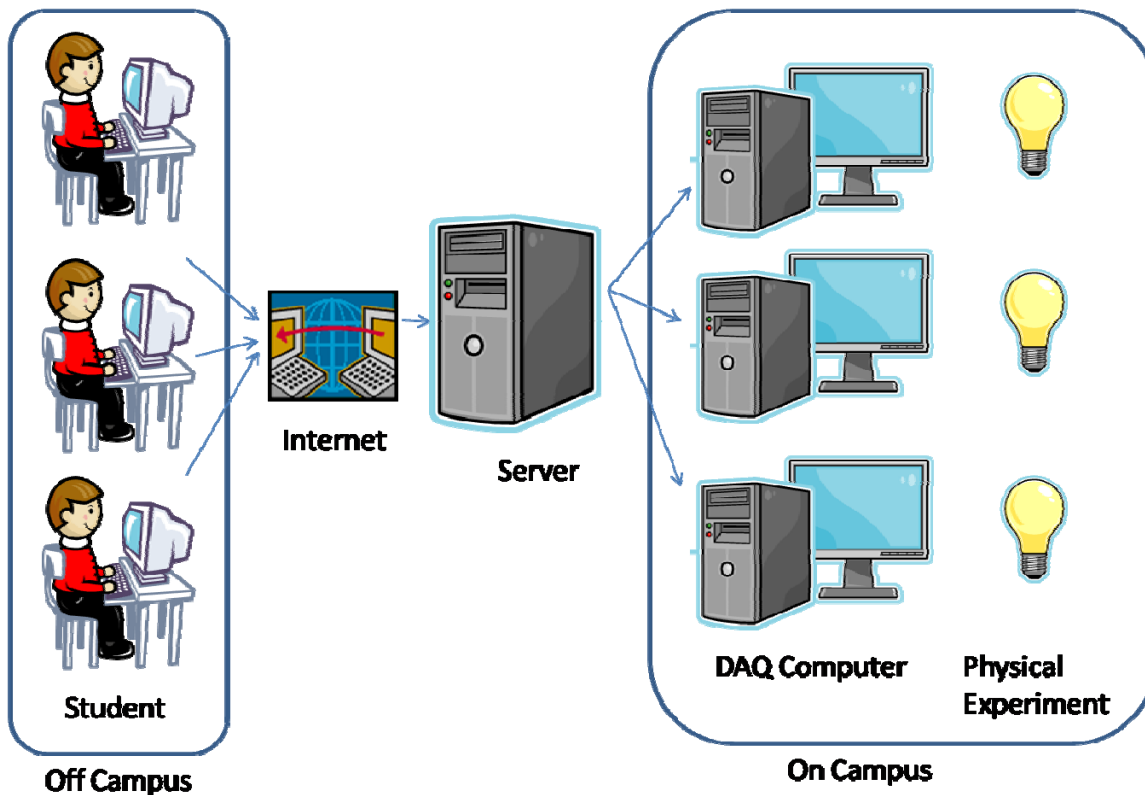 Internet
Server
DAQ Computer
Physical
Experiment
Student
Off Campus
On Campus